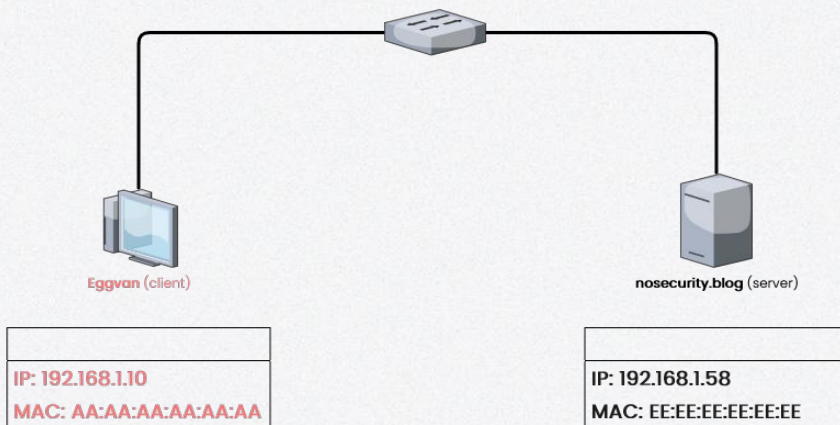 Eggvan (client)
nosecurity.blog (server)
IP: 192.168.1.10
MAC: AA:AA:AA:AA:AA:AA
IP: 192.168.1.58
MAC: EE:EE:EE:EE:EE:EE